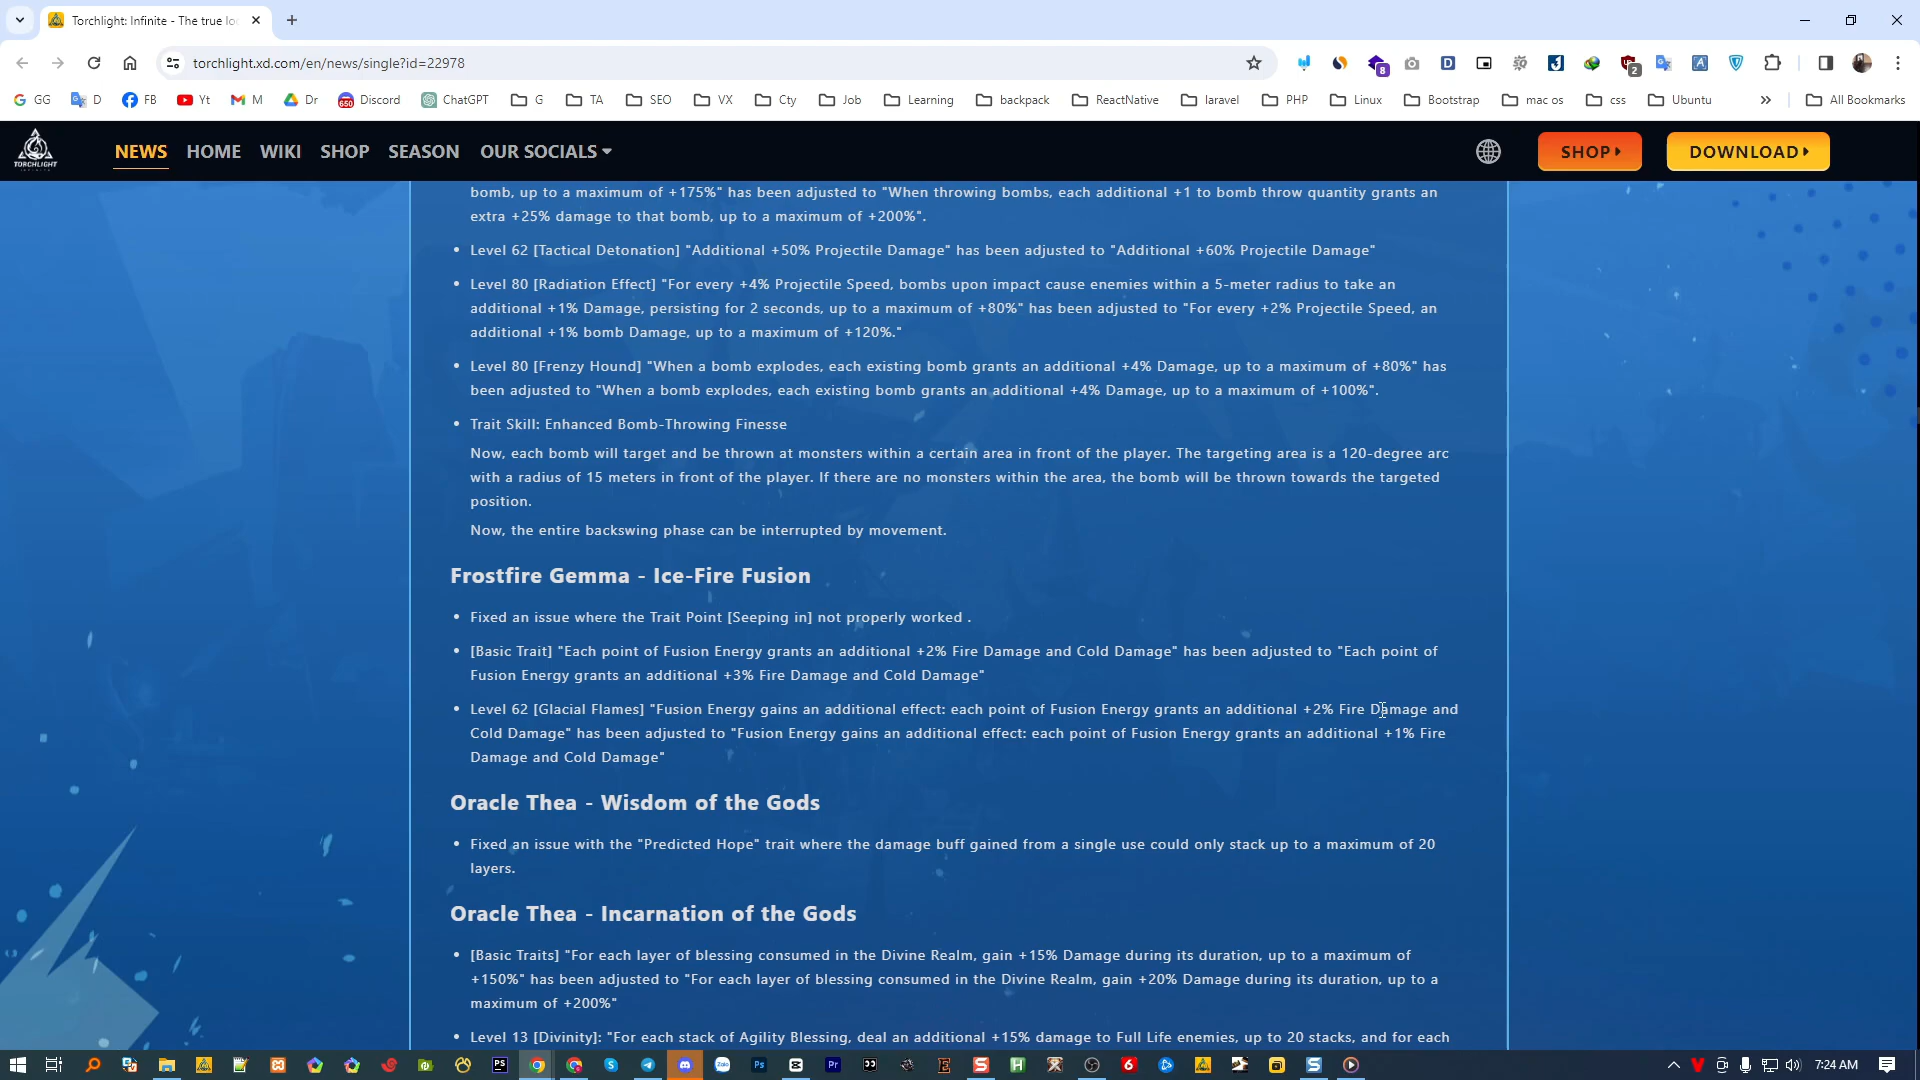 Torchlight: Infinite - The true lo
torchlight.xd.com/en/news/single?id=22978
8
2
GG
D
FB
Yt
M
Dr
Discord
ChatGPT
G
TA
SEO
VX
Cty
Job
Learning
backpack
ReactNative
laravel
PHP
Linux
Bootstrap
mac os
css
Ubuntu
All Bookmarks
TORCHLIGHT
NEWS
HOME
WIKI
SHOP
SEASON
OUR SOCIALS
SHOP
DOWNLOAD
bomb, up to a maximum of +175%" has been adjusted to "When throwing bombs, each additional +1 to bomb throw quantity grants an
extra +25% damage to that bomb, up to a maximum of +200%".
• Level 62 [Tactical Detonation] "Additional +50% Projectile Damage" has been adjusted to "Additional +60% Projectile Damage"
• Level 80 [Radiation Effect] "For every +4% Projectile Speed, bombs upon impact cause enemies within a 5-meter radius to take an
additional +1% Damage, persisting for 2 seconds, up to a maximum of +80%" has been adjusted to "For every +2% Projectile Speed, an
additional +1% bomb Damage, up to a maximum of +120%."
• Level 80 [Frenzy Hound] "When a bomb explodes, each existing bomb grants an additional +4% Damage, up to a maximum of +80%" has
been adjusted to "When a bomb explodes, each existing bomb grants an additional +4% Damage, up to a maximum of +100%".
• Trait Skill: Enhanced Bomb-Throwing Finesse
Now, each bomb will target and be thrown at monsters within a certain area in front of the player. The targeting area is a 120-degree arc
with a radius of 15 meters in front of the player. If there are no monsters within the area, the bomb will be thrown towards the targeted
position.
Now, the entire backswing phase can be interrupted by movement.
Frostfire Gemma - Ice-Fire Fusion
• Fixed an issue where the Trait Point [Seeping in] not properly worked .
• [Basic Trait] "Each point of Fusion Energy grants an additional +2% Fire Damage and Cold Damage" has been adjusted to "Each point of
Fusion Energy grants an additional +3% Fire Damage and Cold Damage"
• Level 62 [Glacial Flames] "Fusion Energy gains an additional effect: each point of Fusion Energy grants an additional +2% Fire Damage and
Cold Damage" has been adjusted to "Fusion Energy gains an additional effect: each point of Fusion Energy grants an additional +1% Fire
Damage and Cold Damage"
Oracle Thea - Wisdom of the Gods
• Fixed an issue with the "Predicted Hope" trait where the damage buff gained from a single use could only stack up to a maximum of 20
layers.
Oracle Thea - Incarnation of the Gods
• [Basic Traits] "For each layer of blessing consumed in the Divine Realm, gain +15% Damage during its duration, up to a maximum of
+150%" has been adjusted to "For each layer of blessing consumed in the Divine Realm, gain +20% Damage during its duration, up to a
maximum of +200%"
• Level 13 [Divinity]: "For each stack of Agility Blessing, deal an additional +15% damage to Full Life enemies, up to 20 stacks, and for each
7:24 AM